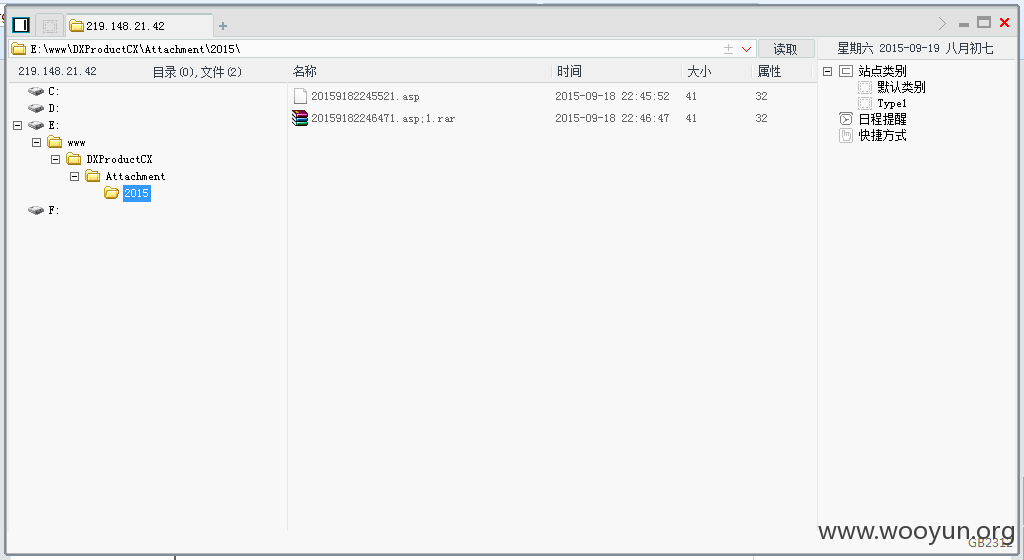 219.148.21.42
E:\www\DXProductCX\Attachment\2015\
读取
星期六 2015-09-19 八月初七
219.148.21.42 目录(0),文件(2)
名称 时间 大小 属性
C:
D:
E:
www
DXProductCX
Attachment
2015
F:
20159182245521.asp 2015-09-18 22:45:52 41 32
20159182246471.asp;1.rar 2015-09-18 22:46:47 41 32
站点类别
默认类别
Type1
日程提醒
快捷方式
www.wooyun.org
GB2312